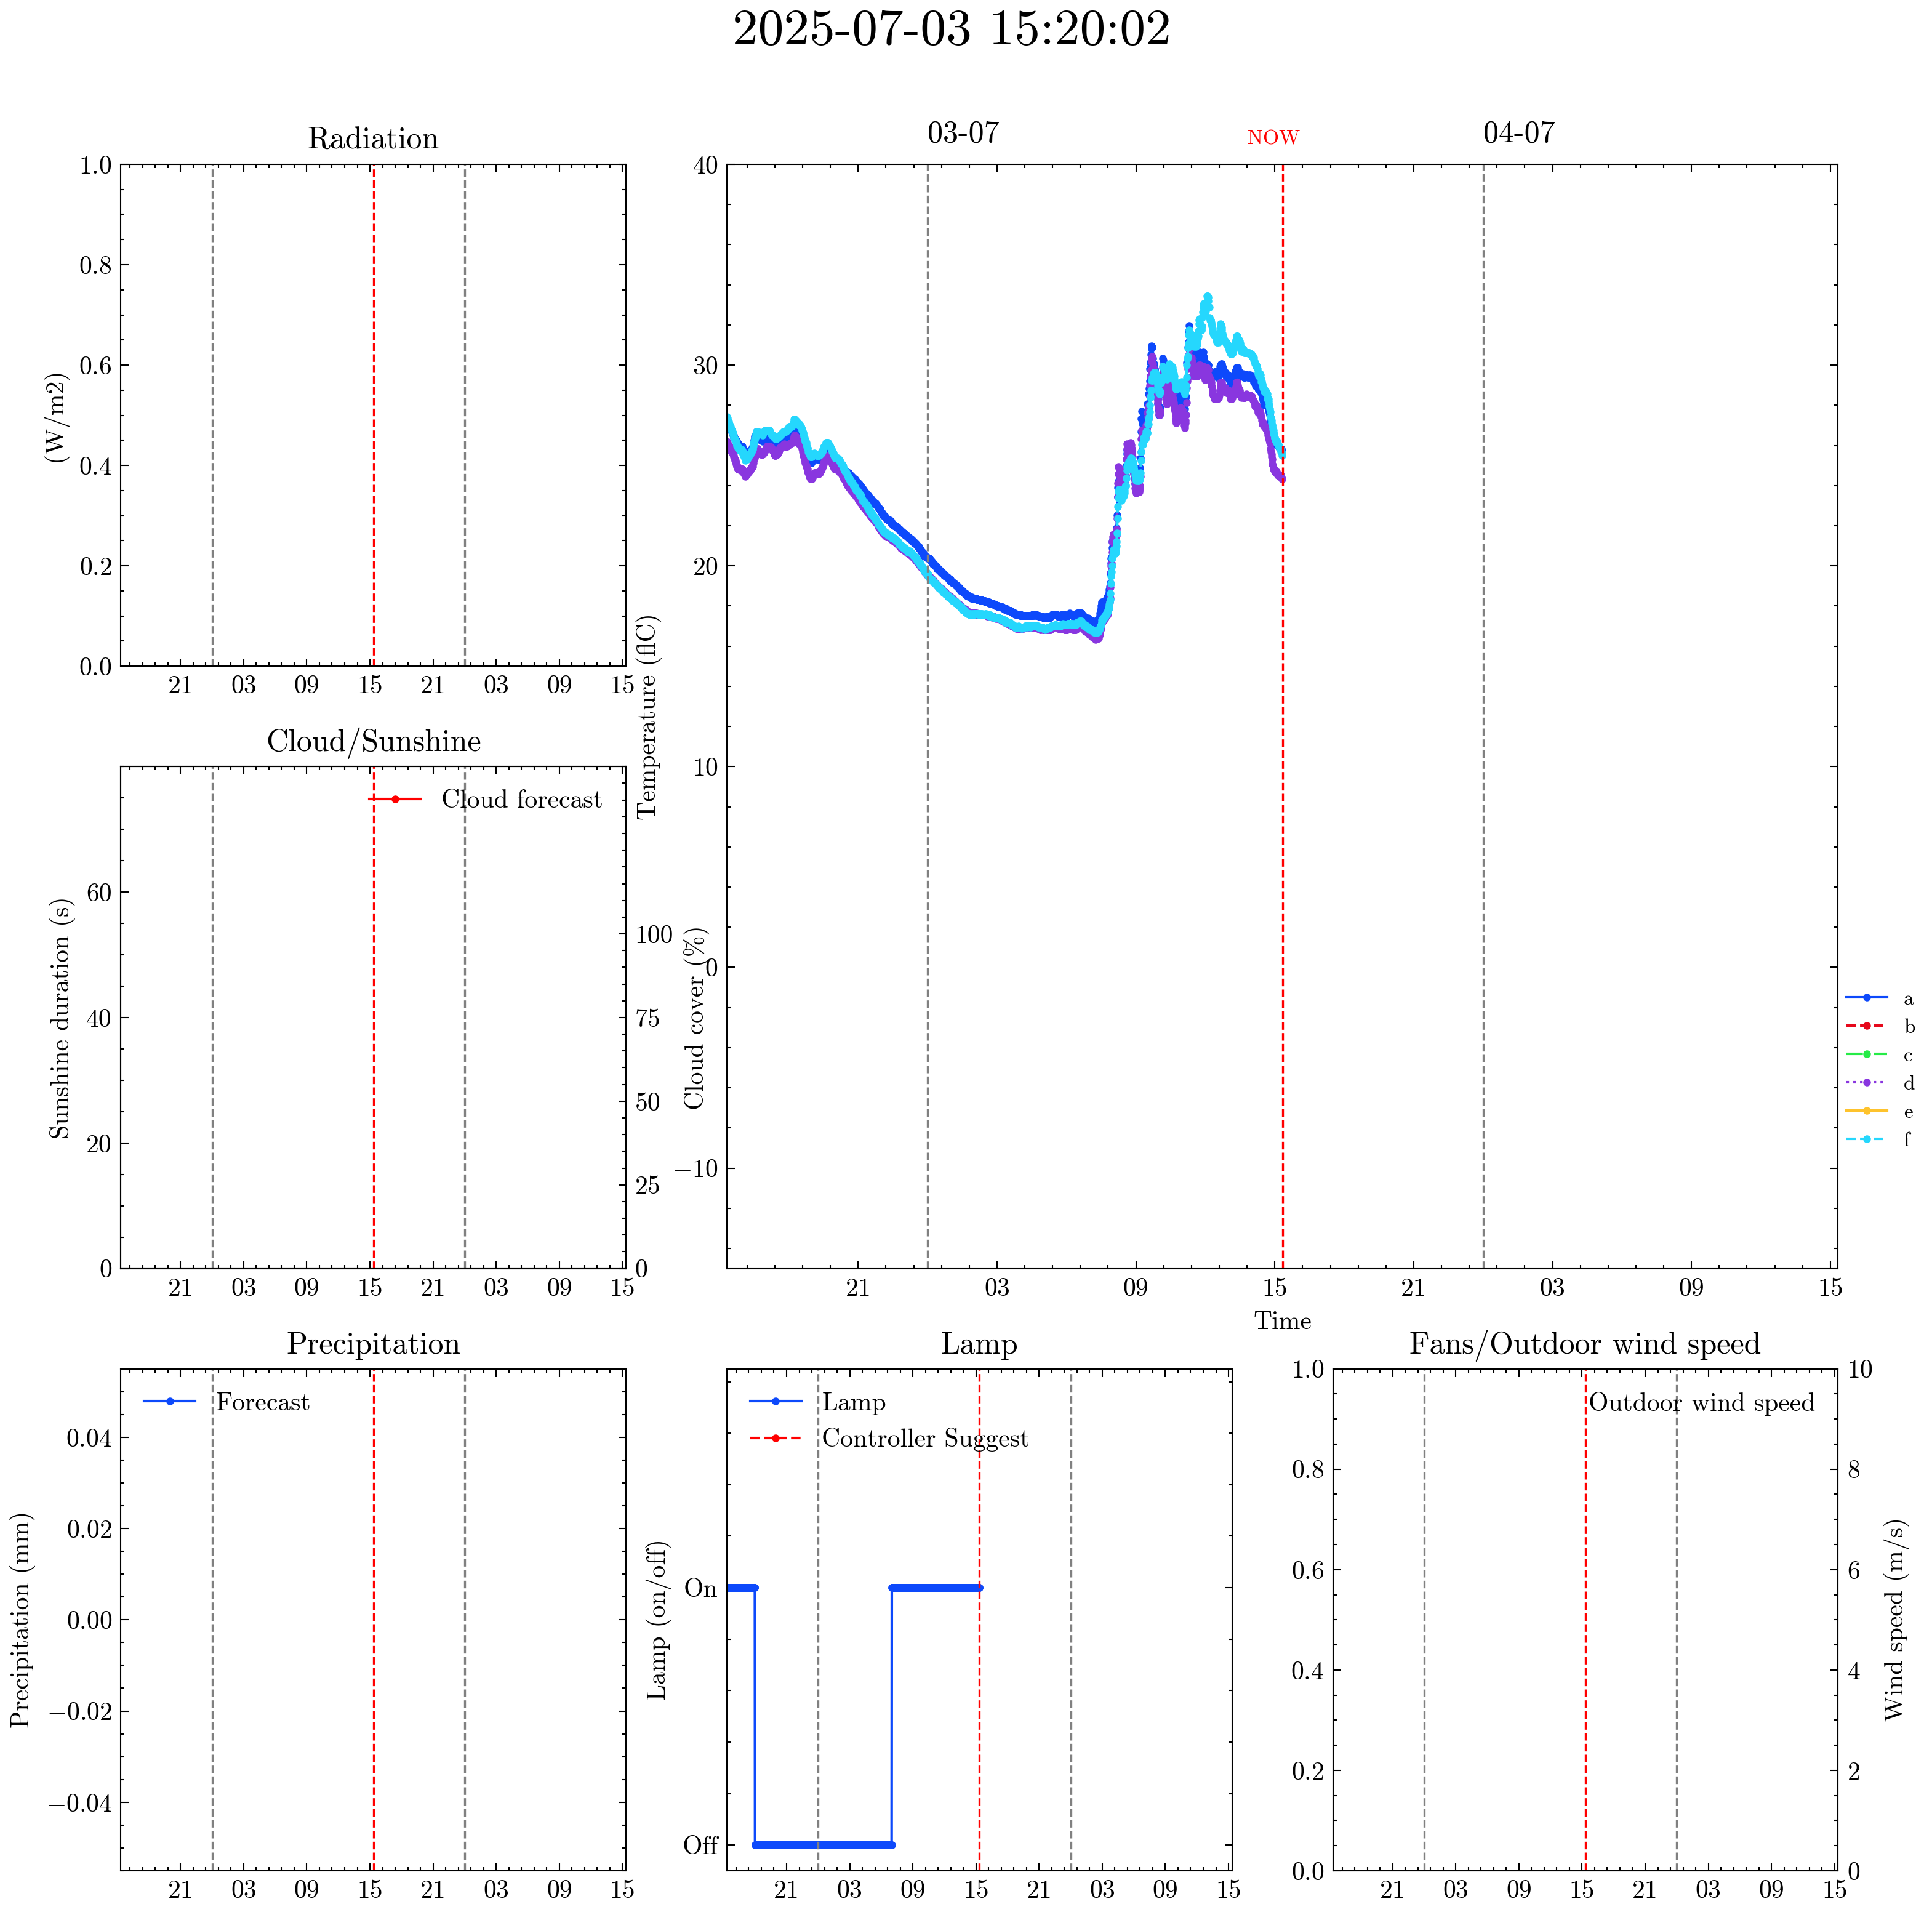 2025-07-03 15:20:02
Radiation
(W/m2)
1.0
0.8
0.6
0.4
0.2
0.0
21 03 09 15 21 03 09 15
03-07
NOW
04-07
Temperature (flC)
40
30
20
10
0
−10
21 03 09 15 21 03 09 15
Time
a
b
c
d
e
f
Cloud/Sunshine
Cloud forecast
Sunshine duration (s)
60
40
20
0
Cloud cover (%)
100
75
50
25
0
21 03 09 15 21 03 09 15
Precipitation
Forecast
Precipitation (mm)
0.04
0.02
0.00
−0.02
−0.04
21 03 09 15 21 03 09 15
Lamp
Lamp
Controller Suggest
Lamp (on/off)
On
Off
21 03 09 15 21 03 09 15
Fans/Outdoor wind speed
Outdoor wind speed
1.0
0.8
0.6
0.4
0.2
0.0
Wind speed (m/s)
10
8
6
4
2
0
21 03 09 15 21 03 09 15